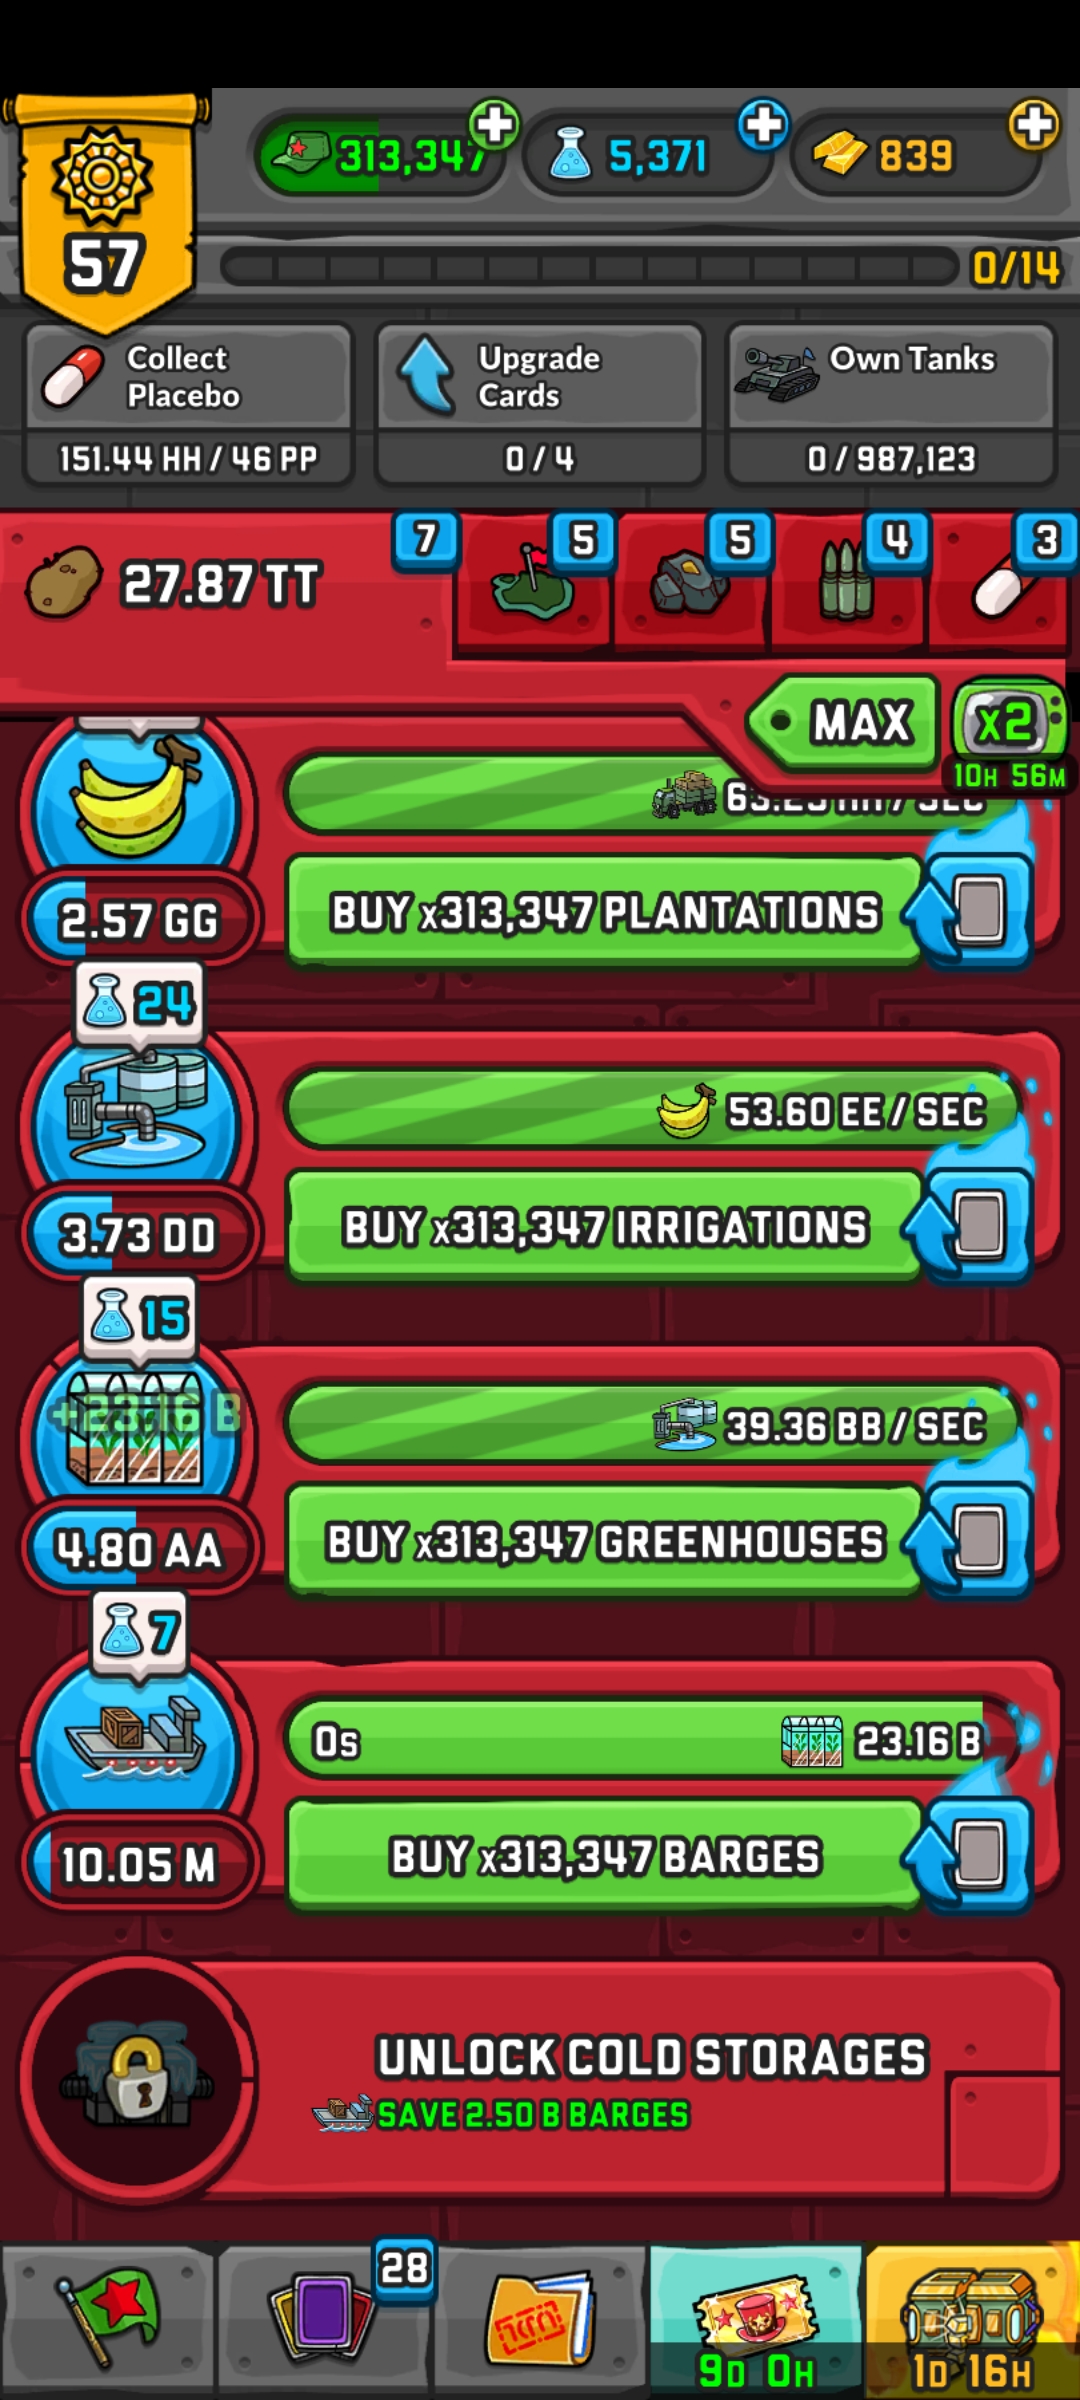 313,347
5,371
839
57
0/14
Collect
Placebo
Upgrade
Cards
Own Tanks
151.44 HH / 46 PP
0 / 4
0 / 987,123
27.87 TT
7
5
5
4
3
MAX
x2
10H 56M
2.57 GG
BUY x313,347 PLANTATIONS
24
53.60 EE / SEC
3.73 DD
BUY x313,347 IRRIGATIONS
15
+23.16 B
39.36 BB / SEC
4.80 AA
BUY x313,347 GREENHOUSES
7
0s
23.16 B
10.05 M
BUY x313,347 BARGES
UNLOCK COLD STORAGES
SAVE 2.50 B BARGES
28
9D 0H
1D 16H